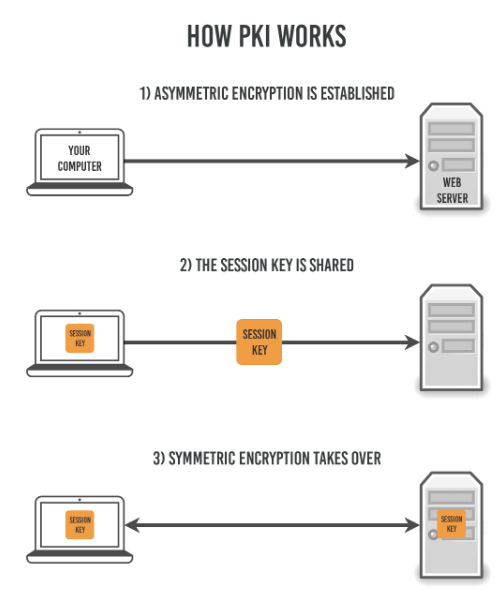 HOW PKI WORKS
1) ASYMMETRIC ENCRYPTION IS ESTABLISHED
YOUR
COMPUTER
WEB
SERVER
2) THE SESSION KEY IS SHARED
SESSION
KEY
SESSION
KEY
3) SYMMETRIC ENCRYPTION TAKES OVER
SESSION
KEY
SESSION
KEY